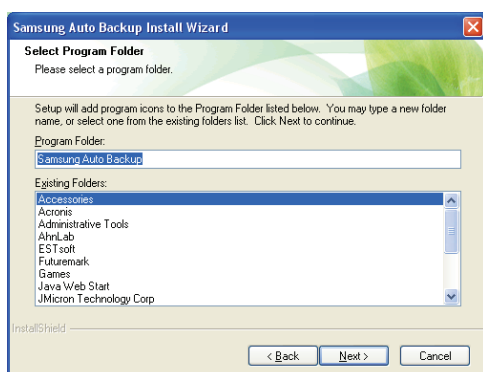 Samsung Auto Backup Install Wizard
Select Program Folder
Please select a program folder.
Setup will add program icons to the Program Folder listed below. You may type a new folder
name, or select one from the existing folders list. Click Next to continue.
Program Folder:
Samsung Auto Backup
Existing Folders:
Accessories
Acronis
Administrative Tools
AhnLab
ESTsoft
Futuremark
Games
Java Web Start
JMicron Technology Corp
InstallShield
< Back
Next >
Cancel